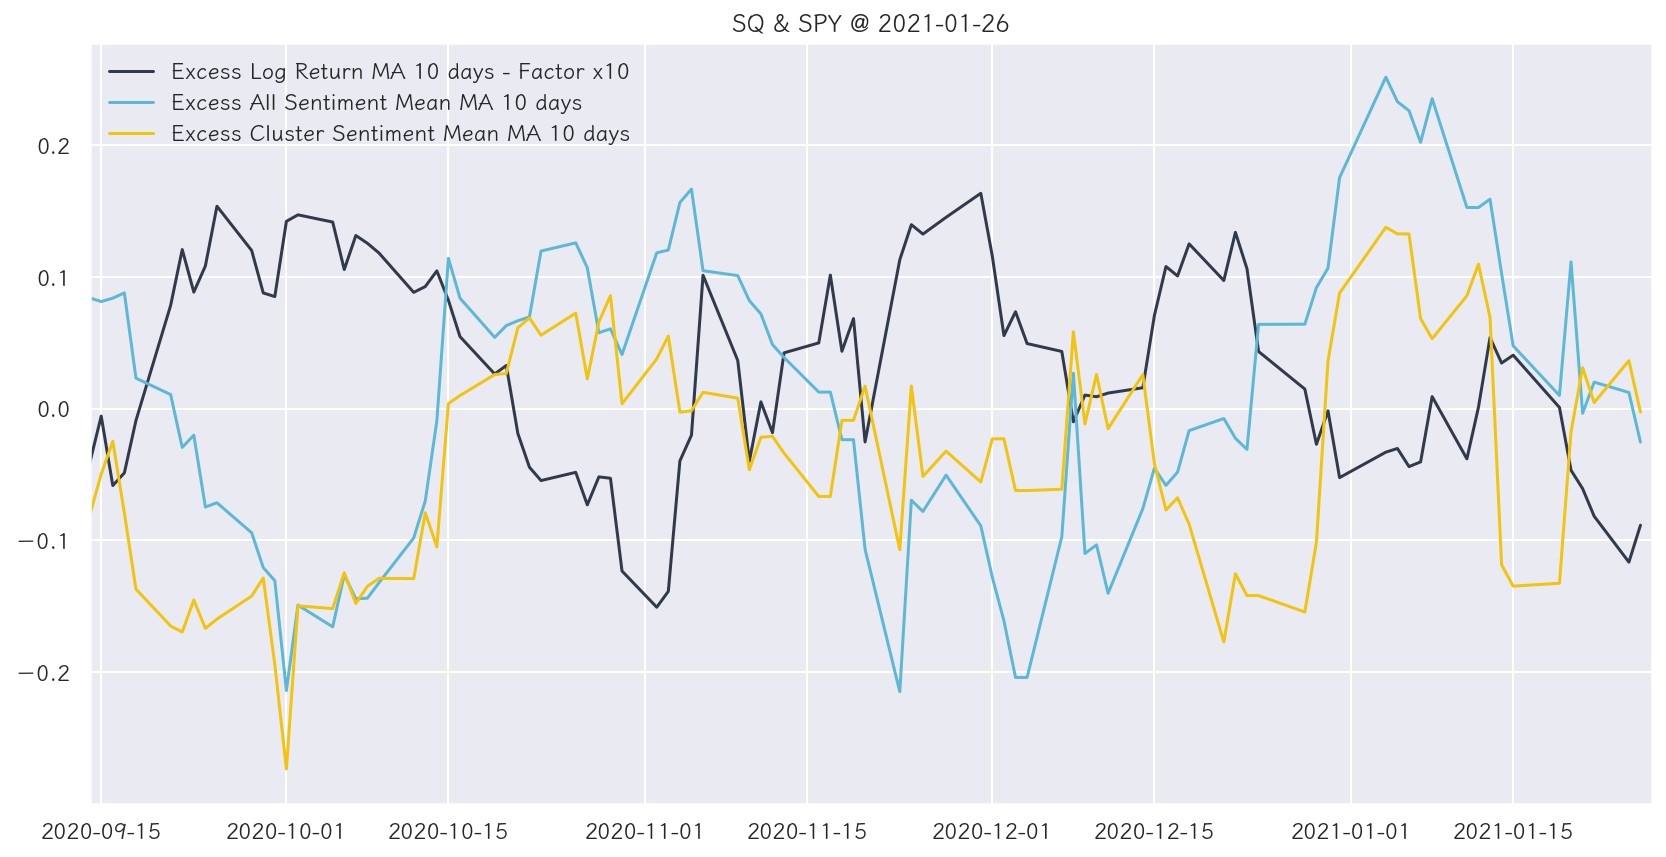 SQ & SPY @ 2021-01-26
Excess Log Return MA 10 days - Factor x10
Excess All Sentiment Mean MA 10 days
Excess Cluster Sentiment Mean MA 10 days
0.2
0.1
0.0
−0.1
−0.2
2020-09-15 2020-10-01 2020-10-15 2020-11-01 2020-11-15 2020-12-01 2020-12-15 2021-01-01 2021-01-15